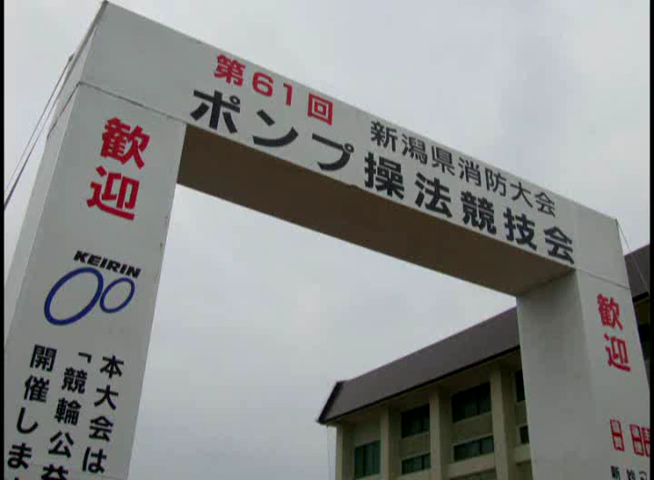 第61回
新潟県消防大会
ポンプ操法競技会
歓迎
KEIRIN
本大会は
「競輪公益
開催しま
歓迎